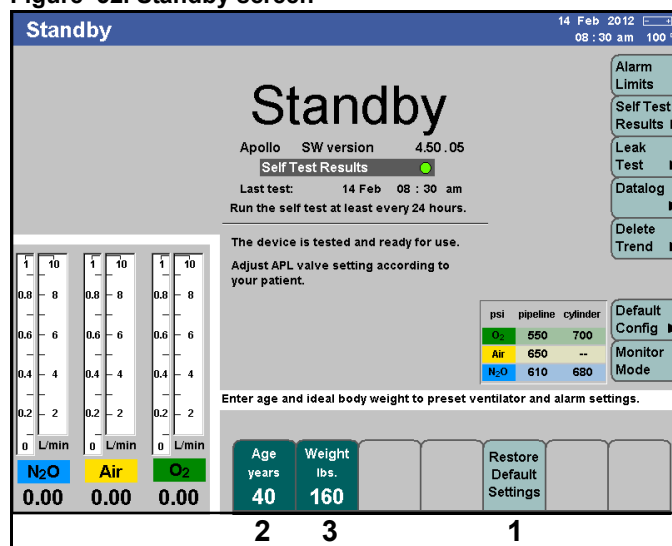 Standby
14 Feb 2012
08 : 30 am 100
Standby
Apollo SW version 4.50 .05
Self Test Results
Last test: 14 Feb 08 : 30 am
Run the self test at least every 24 hours.
The device is tested and ready for use.
Adjust APL valve setting according to
your patient.
psi pipeline cylinder
O2 550 700
Air 650 --
N2O 610 680
Enter age and ideal body weight to preset ventilator and alarm settings.
Alarm
Limits
Self Test
Results
Leak
Test
Datalog
Delete
Trend
Default
Config
Monitor
Mode
1 10 1 10 1 10
0.8 8 0.8 8 0.8 8
0.6 6 0.6 6 0.6 6
0.4 4 0.4 4 0.4 4
0.2 2 0.2 2 0.2 2
0 L/min 0 L/min 0 L/min
N2O Air O2
0.00 0.00 0.00
Age
years
40
Weight
lbs.
160
Restore
Default
Settings
2 3 1